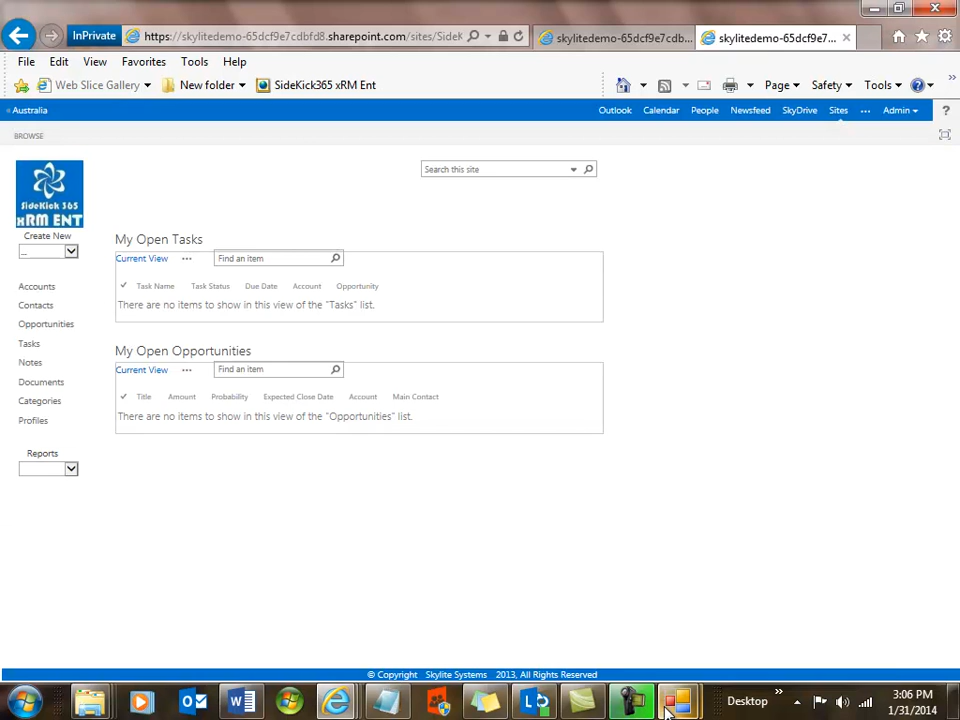 InPrivate https://skylitedemo-65dcf9e7cdbfd8.sharepoint.com/sites/SideK skylitedemo-65dcf9e7cdb... skylitedemo-65dcf9e7...
File Edit View Favorites Tools Help
Web Slice Gallery New folder SideKick365 xRM Ent Page Safety Tools
« Australia Outlook Calendar People Newsfeed SkyDrive Sites ... Admin ?
BROWSE
SideKick 365
xRM ENT
Search this site
Create New
_
My Open Tasks
Current View ... Find an item
Task Name Task Status Due Date Account Opportunity
There are no items to show in this view of the "Tasks" list.
Accounts
Contacts
Opportunities
Tasks
Notes
Documents
Categories
Profiles
My Open Opportunities
Current View ... Find an item
Title Amount Probability Expected Close Date Account Main Contact
There are no items to show in this view of the "Opportunities" list.
Reports
© Copyright Skylite Systems 2013, All Rights Reserved
Desktop » 3:06 PM
1/31/2014